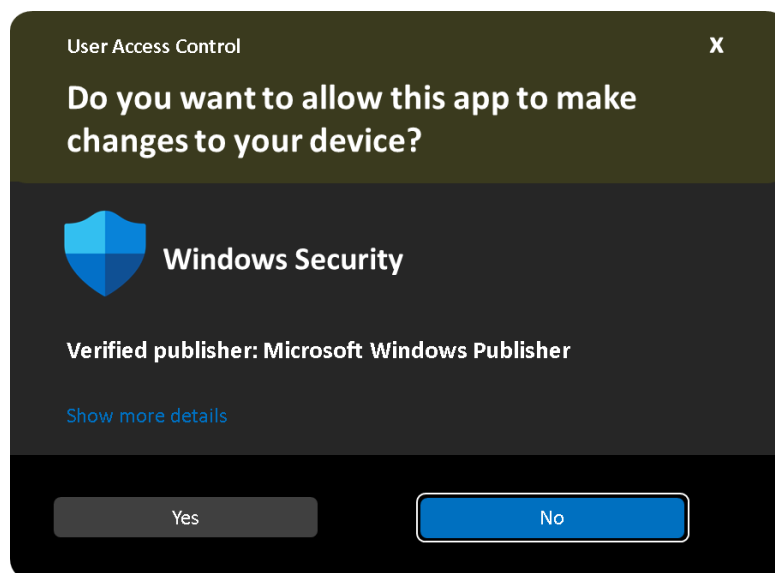 User Access Control
X
Do you want to allow this app to make
changes to your device?
Windows Security
Verified publisher: Microsoft Windows Publisher
Show more details
Yes
No